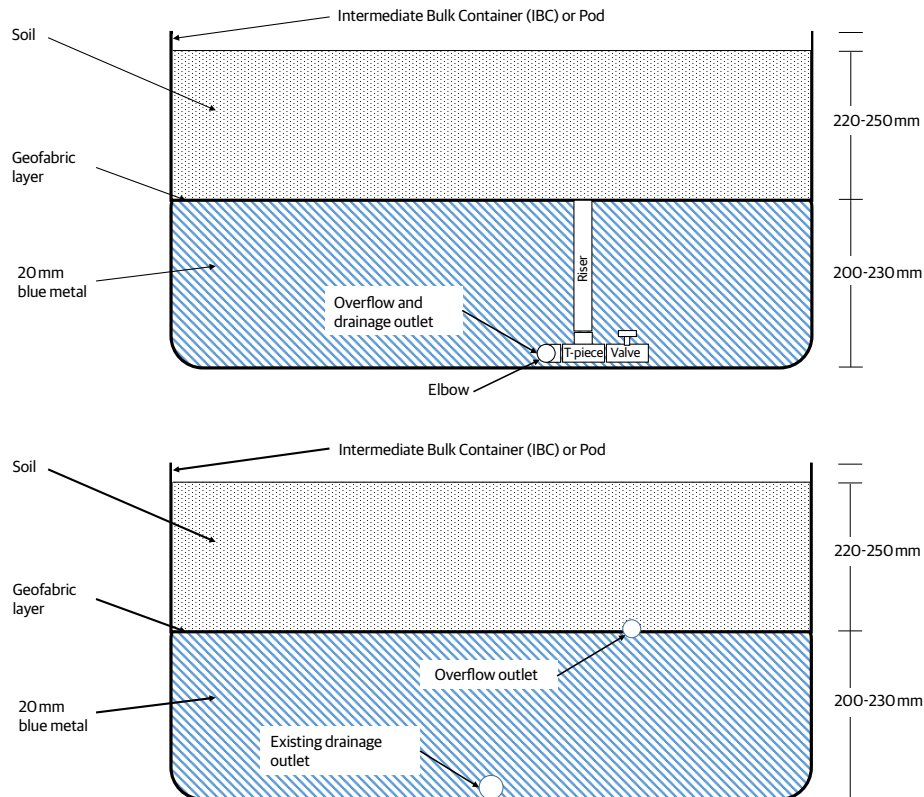 Intermediate Bulk Container (IBC) or Pod
Soil
220-250 mm
Geofabric
layer
20 mm
blue metal
Riser
200-230 mm
Overflow and
drainage outlet
T-piece
Valve
Elbow
Intermediate Bulk Container (IBC) or Pod
Soil
220-250 mm
Geofabric
layer
Overflow outlet
20 mm
blue metal
200-230 mm
Existing drainage
outlet